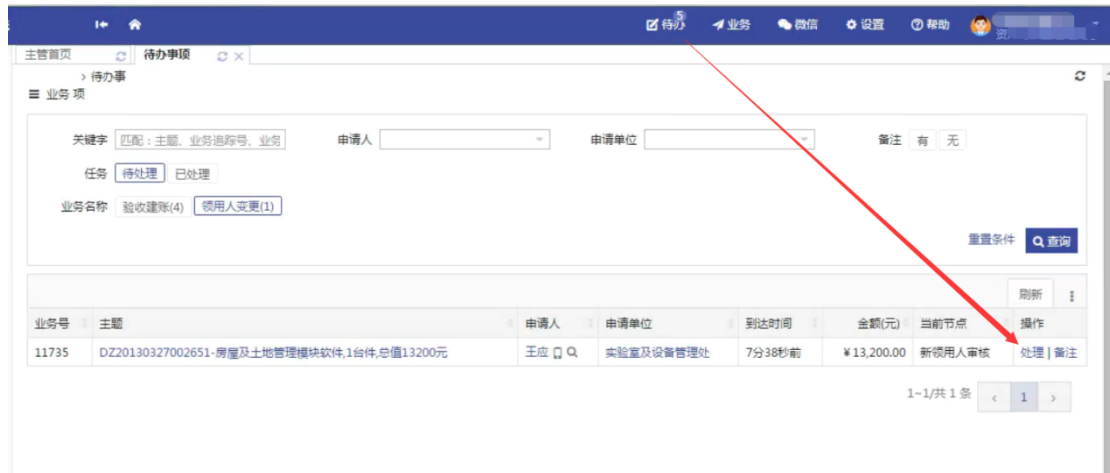 待办 5 业务 微信 设置 帮助
主管首页 待办事项
> 待办事
业务 项
关键字 匹配：主题、业务追踪号、业务 申请人 申请单位 备注 有 无
任务 待处理 已处理
业务名称 验收建账(4) 领用人变更(1)
重置条件 查询
刷新
业务号 主题 申请人 申请单位 到达时间 金额(元) 当前节点 操作
11735 DZ20130327002651-房屋及土地管理模块软件,1台件,总值13200元 王应 实验室及设备管理处 7分38秒前 ¥13,200.00 新领用人审核 处理 | 备注
1~1/共 1 条 ‹ 1 ›